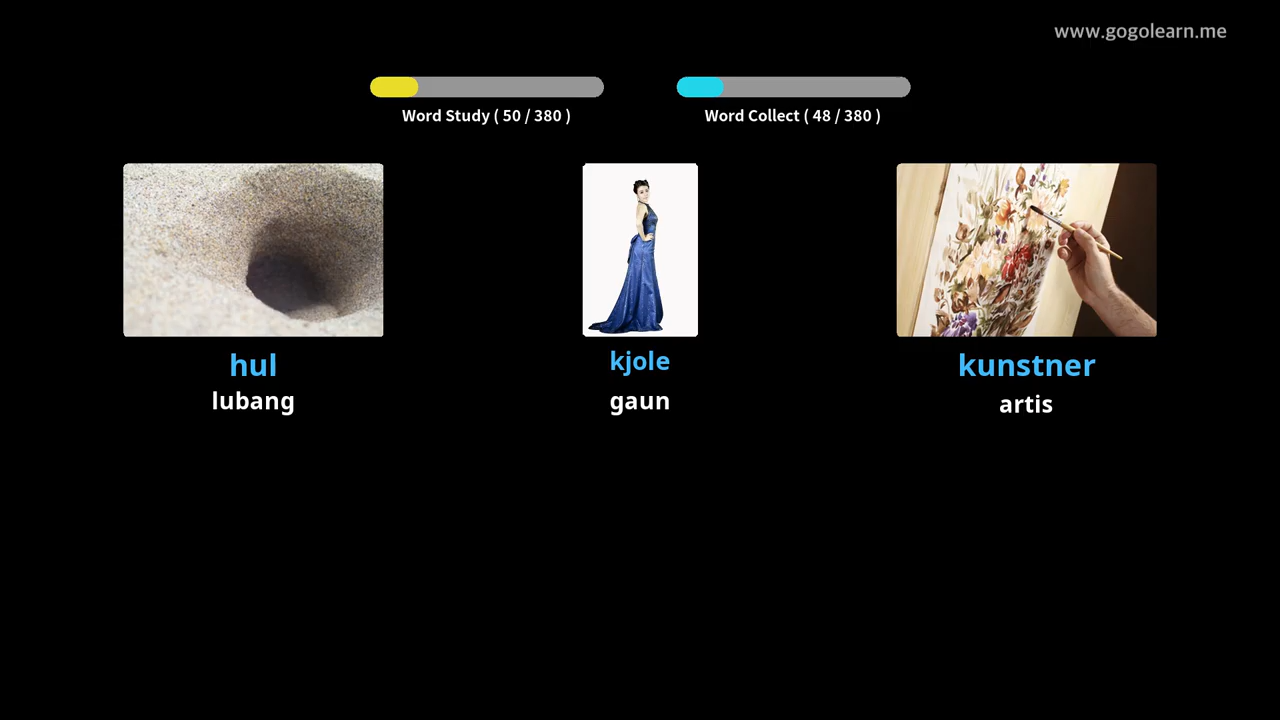 www.gogolearn.me
Word Study ( 50 / 380 )
Word Collect ( 48 / 380 )
hul
lubang
kjole
gaun
kunstner
artis